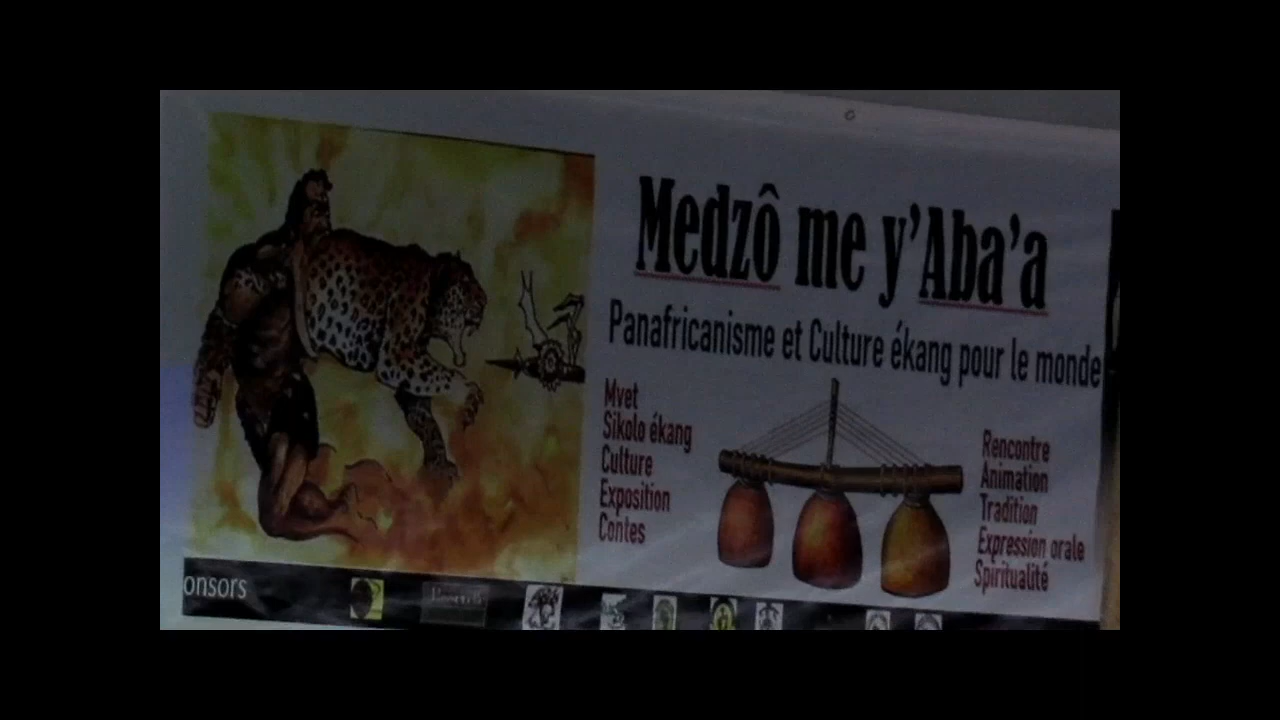 Medzô me y'Aba'a
Panafricanisme et Culture ékang pour le monde
Mvet
Sikolo ékang
Culture
Exposition
Contes
Rencontre
Animation
Tradition
Expression orale
Spiritualité
onsors